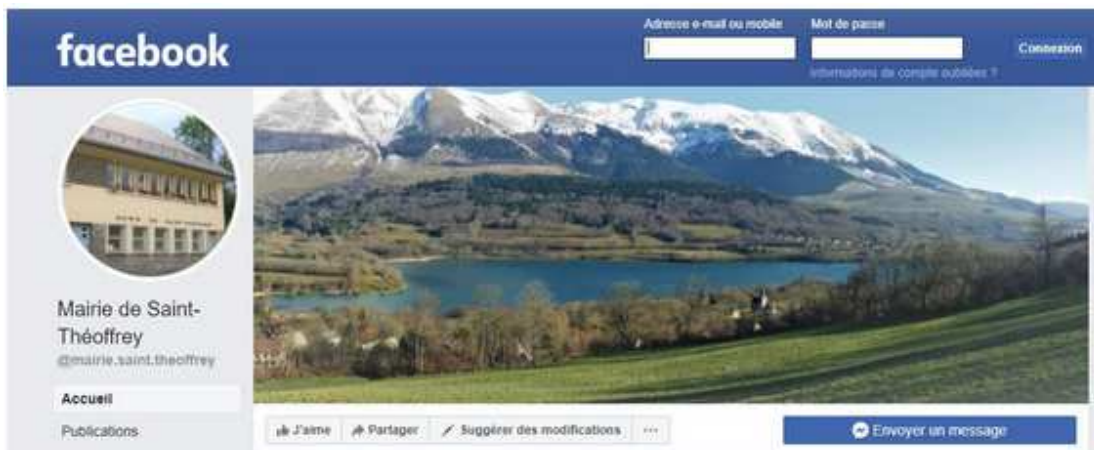 facebook
Adresse e-mail ou mobile
Mot de passe
Connexion
Informations de compte oubliées ?
Mairie de Saint-
Théoffrey
@mairie.saint.theoffrey
Accueil
Publications
J'aime
Partager
Suggérer des modifications
...
Envoyer un message